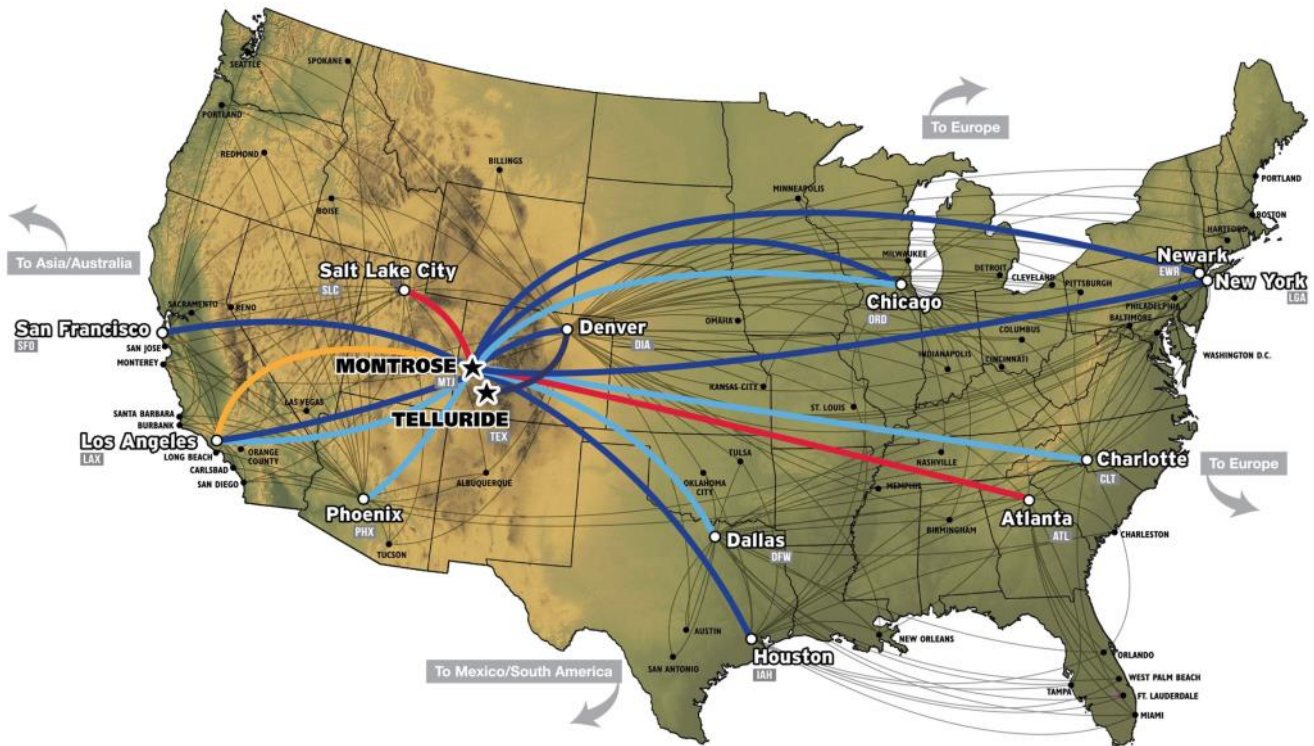 SEATTLE
SPOKANE
PORTLAND
REDMOND
BILLINGS
BOISE
MINNEAPOLIS
To Europe
PORTLAND
BOSTON
HARTFORD
To Asia/Australia
Salt Lake City
SLC
MILWAUKEE
DETROIT
CLEVELAND
PITTSBURGH
Newark
EWR
New York
LGA
Chicago
ORD
PHILADELPHIA
BALTIMORE
SACRAMENTO
RENO
San Francisco
SFO
SAN JOSE
MONTEREY
Denver
DIA
OMAHA
COLUMBUS
INDIANAPOLIS
CINCINNATI
WASHINGTON D.C.
MONTROSE
MTJ
TELLURIDE
TEX
KANSAS CITY
ST. LOUIS
LAS VEGAS
SANTA BARBARA
BURBANK
Los Angeles
LAX
LONG BEACH
ORANGE
COUNTY
CARLSBAD
SAN DIEGO
Phoenix
PHX
TUCSON
ALBUQUERQUE
TULSA
OKLAHOMA
CITY
NASHVILLE
MEMPHIS
BIRMINGHAM
Charlotte
CLT
To Europe
Atlanta
ATL
CHARLESTON
Dallas
DFW
AUSTIN
SAN ANTONIO
Houston
IAH
NEW ORLEANS
To Mexico/South America
ORLANDO
WEST PALM BEACH
TAMPA
FT. LAUDERDALE
MIAMI